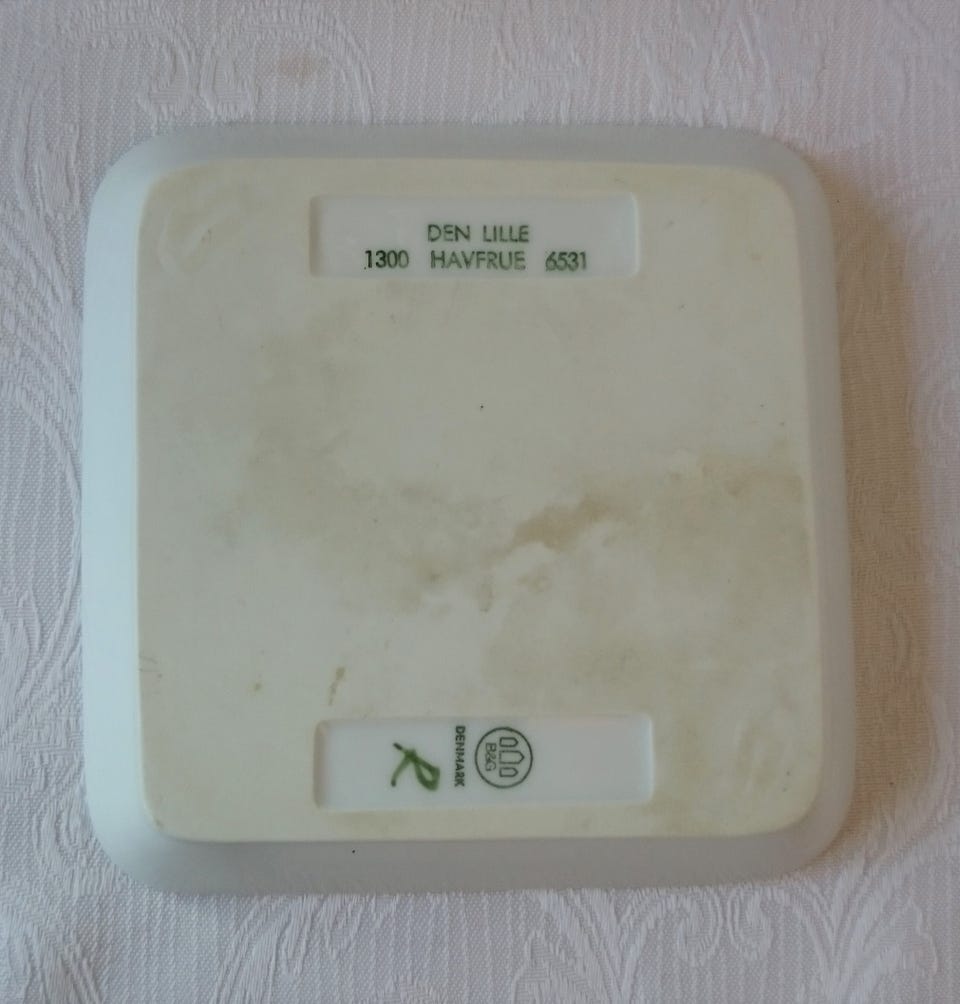 DEN LILLE
1300 HAVFRUE 6531
B&G
DENMARK
R